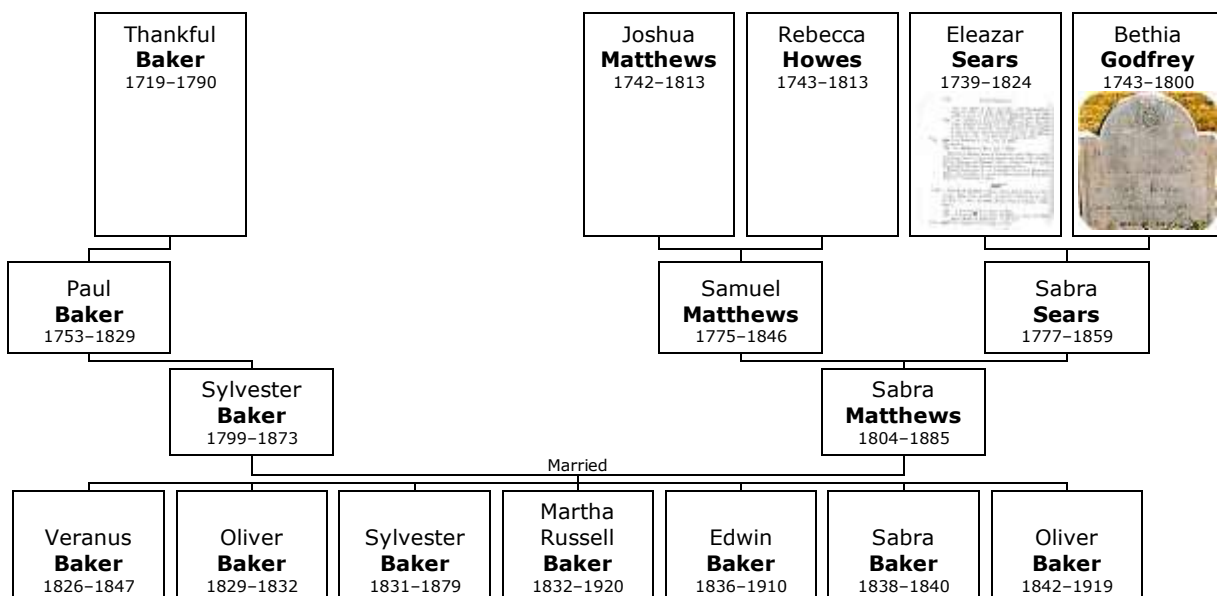 Thankful
Baker
1719–1790
Joshua
Matthews
1742–1813
Rebecca
Howes
1743–1813
Eleazar
Sears
1739–1824
Bethia
Godfrey
1743–1800
Paul
Baker
1753–1829
Samuel
Matthews
1775–1846
Sabra
Sears
1777–1859
Sylvester
Baker
1799–1873
Sabra
Matthews
1804–1885
Married
Veranus
Baker
1826–1847
Oliver
Baker
1829–1832
Sylvester
Baker
1831–1879
Martha
Russell
Baker
1832–1920
Edwin
Baker
1836–1910
Sabra
Baker
1838–1840
Oliver
Baker
1842–1919